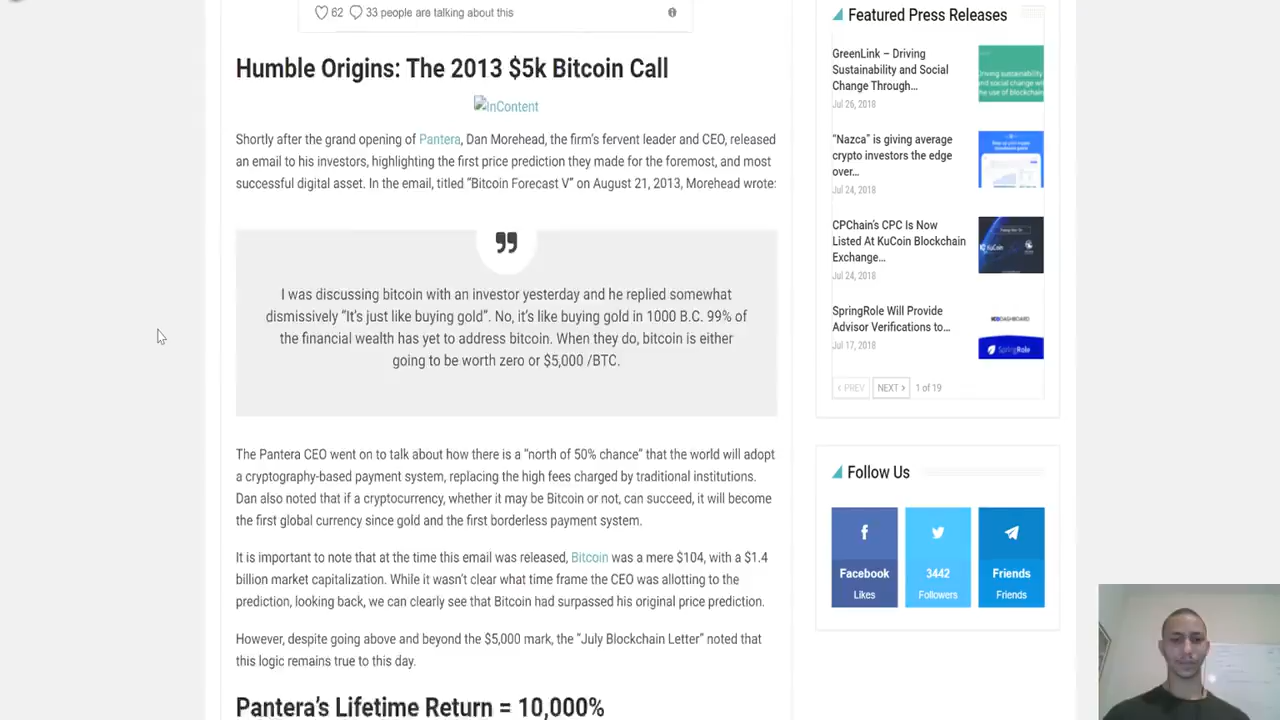 62 33 people are talking about this
Humble Origins: The 2013 $5k Bitcoin Call
InContent
Shortly after the grand opening of Pantera, Dan Morehead, the firm's fervent leader and CEO, released
an email to his investors, highlighting the first price prediction they made for the foremost, and most
successful digital asset. In the email, titled “Bitcoin Forecast V” on August 21, 2013, Morehead wrote:
I was discussing bitcoin with an investor yesterday and he replied somewhat
dismissively “It's just like buying gold”. No, it's like buying gold in 1000 B.C. 99% of
the financial wealth has yet to address bitcoin. When they do, bitcoin is either
going to be worth zero or $5,000 /BTC.
The Pantera CEO went on to talk about how there is a “north of 50% chance” that the world will adopt
a cryptography-based payment system, replacing the high fees charged by traditional institutions.
Dan also noted that if a cryptocurrency, whether it may be Bitcoin or not, can succeed, it will become
the first global currency since gold and the first borderless payment system.
It is important to note that at the time this email was released, Bitcoin was a mere $104, with a $1.4
billion market capitalization. While it wasn't clear what time frame the CEO was allotting to the
prediction, looking back, we can clearly see that Bitcoin had surpassed his original price prediction.
However, despite going above and beyond the $5,000 mark, the “July Blockchain Letter” noted that
this logic remains true to this day.
Pantera's Lifetime Return = 10,000%
Featured Press Releases
GreenLink – Driving
Sustainability and Social
Change Through...
Jul 26, 2018
Driving sustainability
and social change wi
the use of blockchain
“Nazca” is giving average
crypto investors the edge
over...
Jul 24, 2018
CPChain's CPC Is Now
Listed At KuCoin Blockchain
Exchange...
Jul 24, 2018
KuCoin
SpringRole Will Provide
Advisor Verifications to...
Jul 17, 2018
DASHBOARD
SpringRole
PREV NEXT 1 of 19
Follow Us
Facebook
Likes
3442
Followers
Friends
Friends